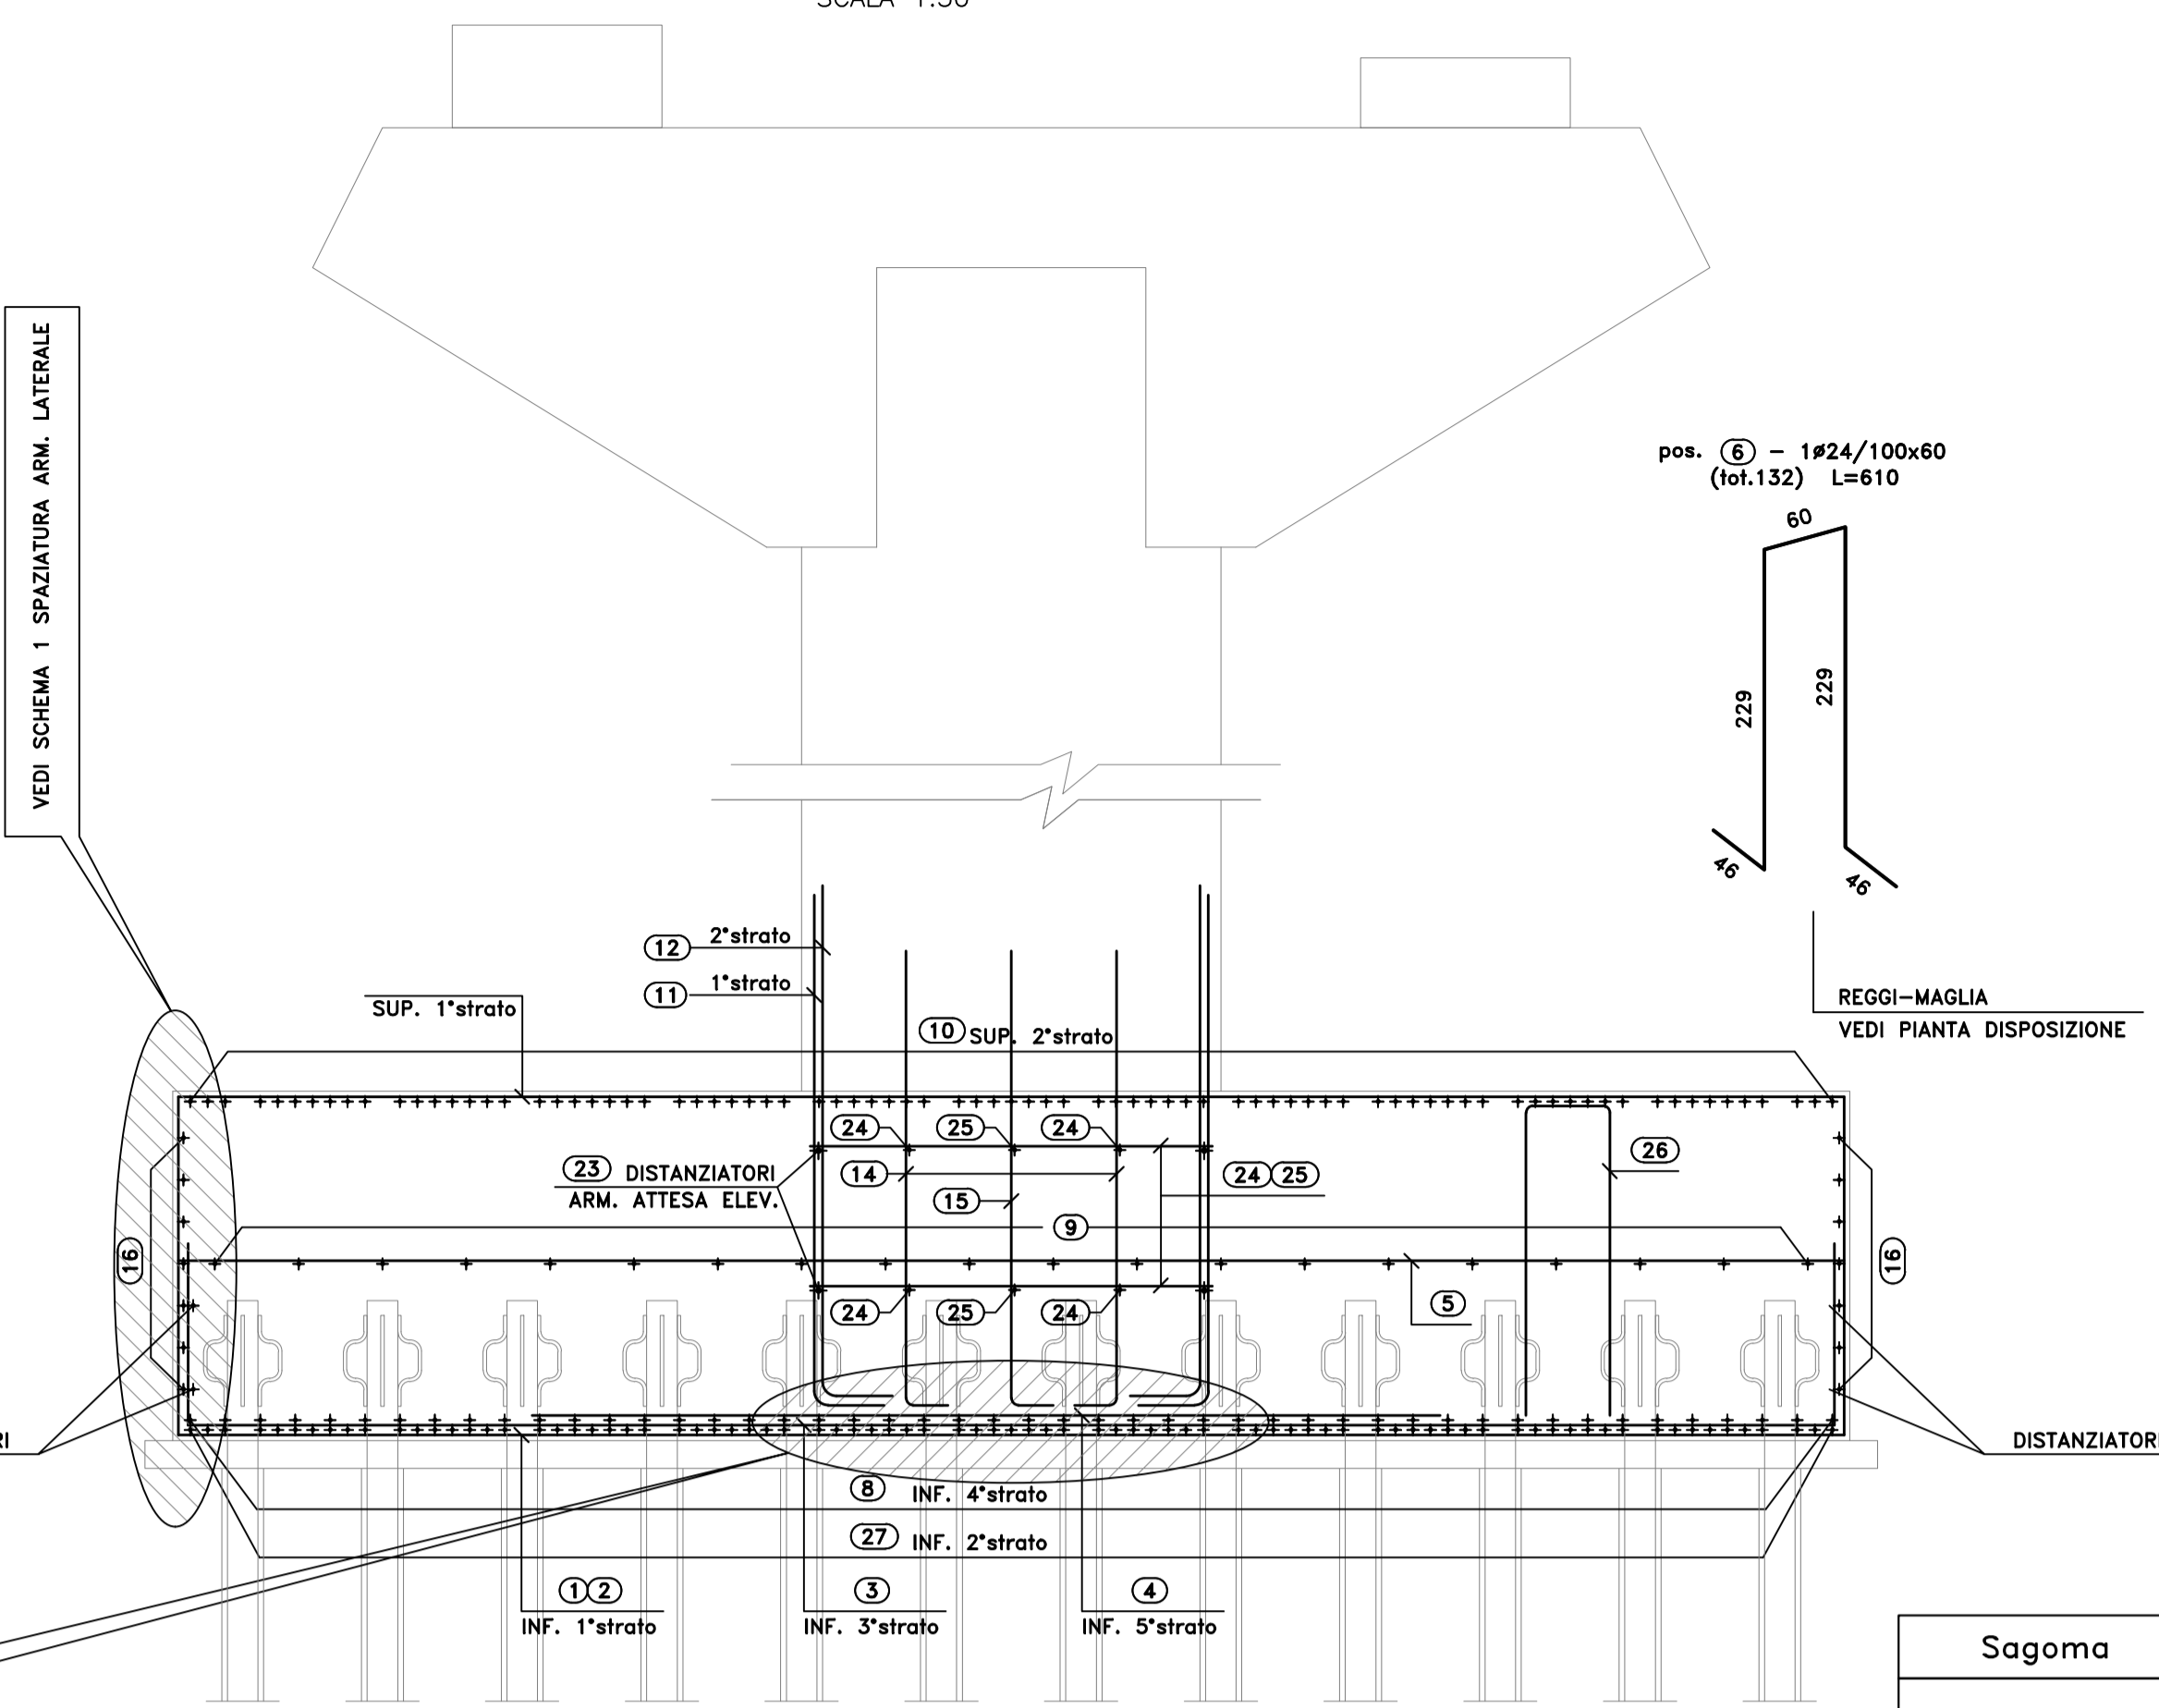 SCALA 1:50
VEDI SCHEMA 1 SPAZIATURA ARM. LATERALE
pos. 6 - 1ø24/100x60
(tot.132) L=610
60
229
229
46
46
REGGI-MAGLIA
VEDI PIANTA DISPOSIZIONE
12 2°strato
11 1°strato
SUP. 1°strato
10 SUP. 2°strato
24 25 24
23 DISTANZIATORI
ARM. ATTESA ELEV.
14
24 25
26
15
9
16
16
5
24 25 24
RI
DISTANZIATORI
8 INF. 4°strato
27 INF. 2°strato
1 2
INF. 1°strato
3
INF. 3°strato
4
INF. 5°strato
Sagoma